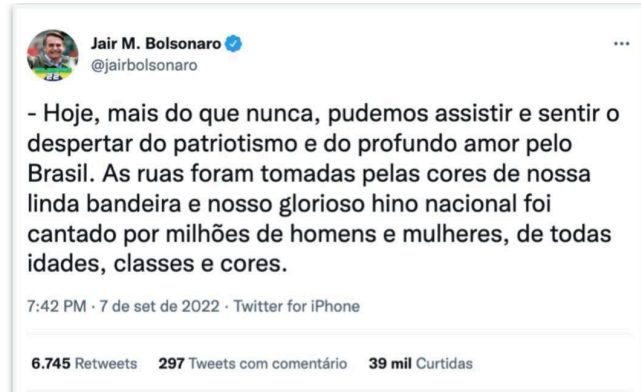 Jair M. Bolsonaro
@jairbolsonaro
- Hoje, mais do que nunca, pudemos assistir e sentir o
despertar do patriotismo e do profundo amor pelo
Brasil. As ruas foram tomadas pelas cores de nossa
linda bandeira e nosso glorioso hino nacional foi
cantado por milhões de homens e mulheres, de todas
idades, classes e cores.
7:42 PM · 7 de set de 2022 · Twitter for iPhone
6.745 Retweets 297 Tweets com comentário 39 mil Curtidas